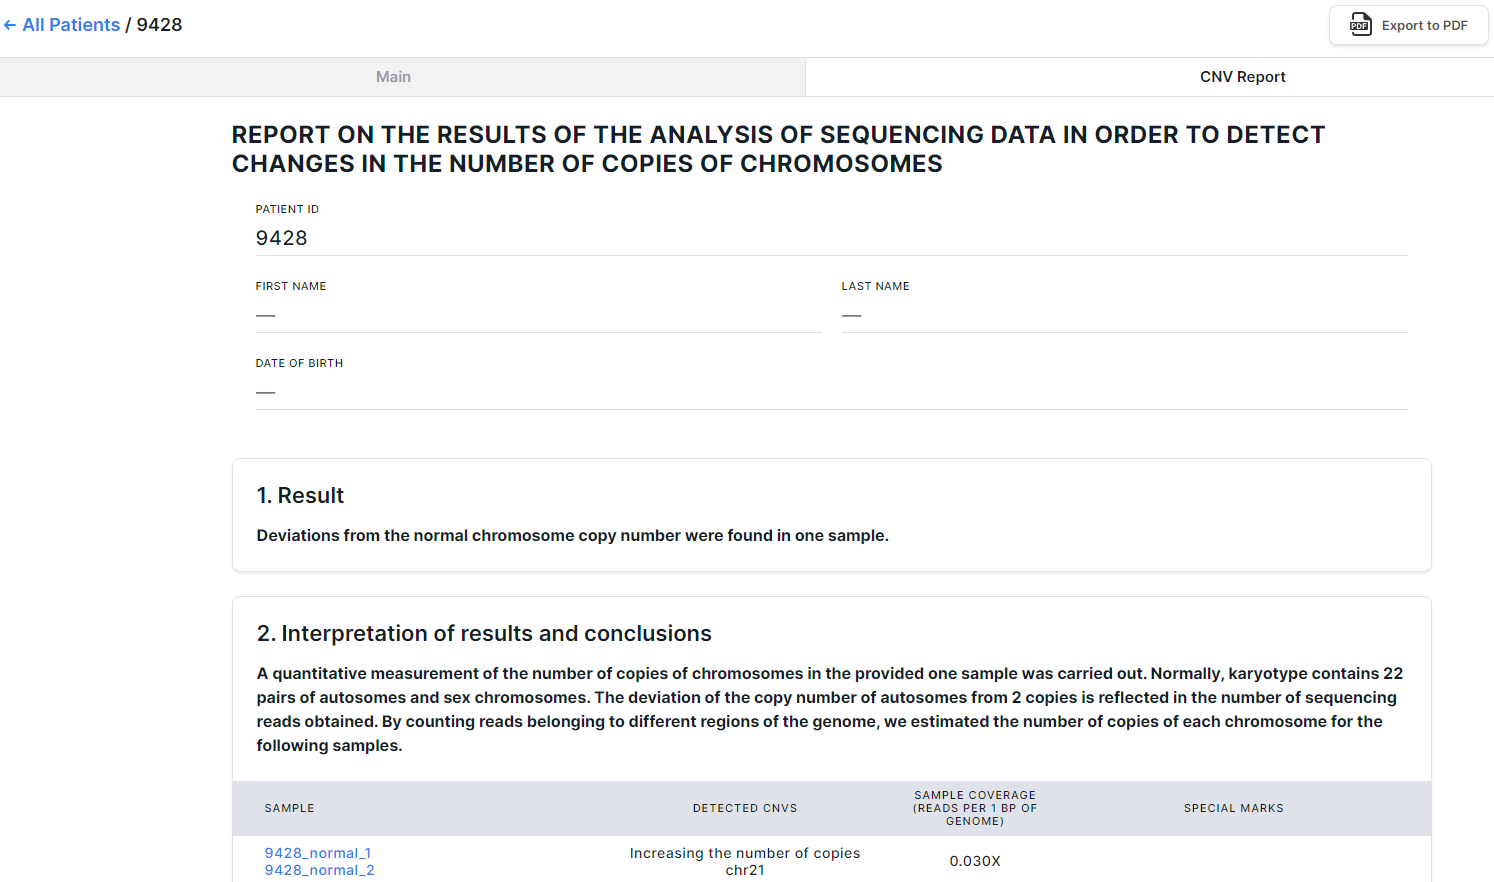 ← All Patients / 9428
PDF Export to PDF
Main
CNV Report
REPORT ON THE RESULTS OF THE ANALYSIS OF SEQUENCING DATA IN ORDER TO DETECT
CHANGES IN THE NUMBER OF COPIES OF CHROMOSOMES
PATIENT ID
9428
FIRST NAME
—
LAST NAME
—
DATE OF BIRTH
—
1. Result
Deviations from the normal chromosome copy number were found in one sample.
2. Interpretation of results and conclusions
A quantitative measurement of the number of copies of chromosomes in the provided one sample was carried out. Normally, karyotype contains 22
pairs of autosomes and sex chromosomes. The deviation of the copy number of autosomes from 2 copies is reflected in the number of sequencing
reads obtained. By counting reads belonging to different regions of the genome, we estimated the number of copies of each chromosome for the
following samples.
SAMPLE
DETECTED CNVS
SAMPLE COVERAGE
(READS PER 1 BP OF
GENOME)
SPECIAL MARKS
9428_normal_1
9428_normal_2
Increasing the number of copies
chr21
0.030X